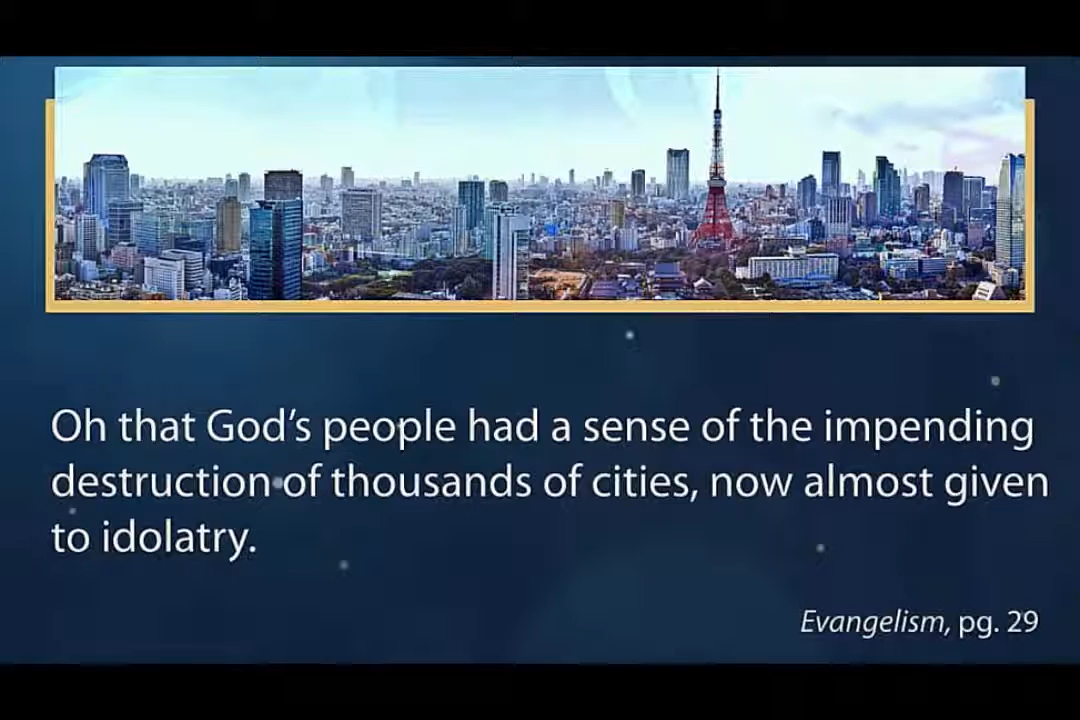 Oh that God’s people had a sense of the impending
destruction of thousands of cities, now almost given
to idolatry.
Evangelism, pg. 29